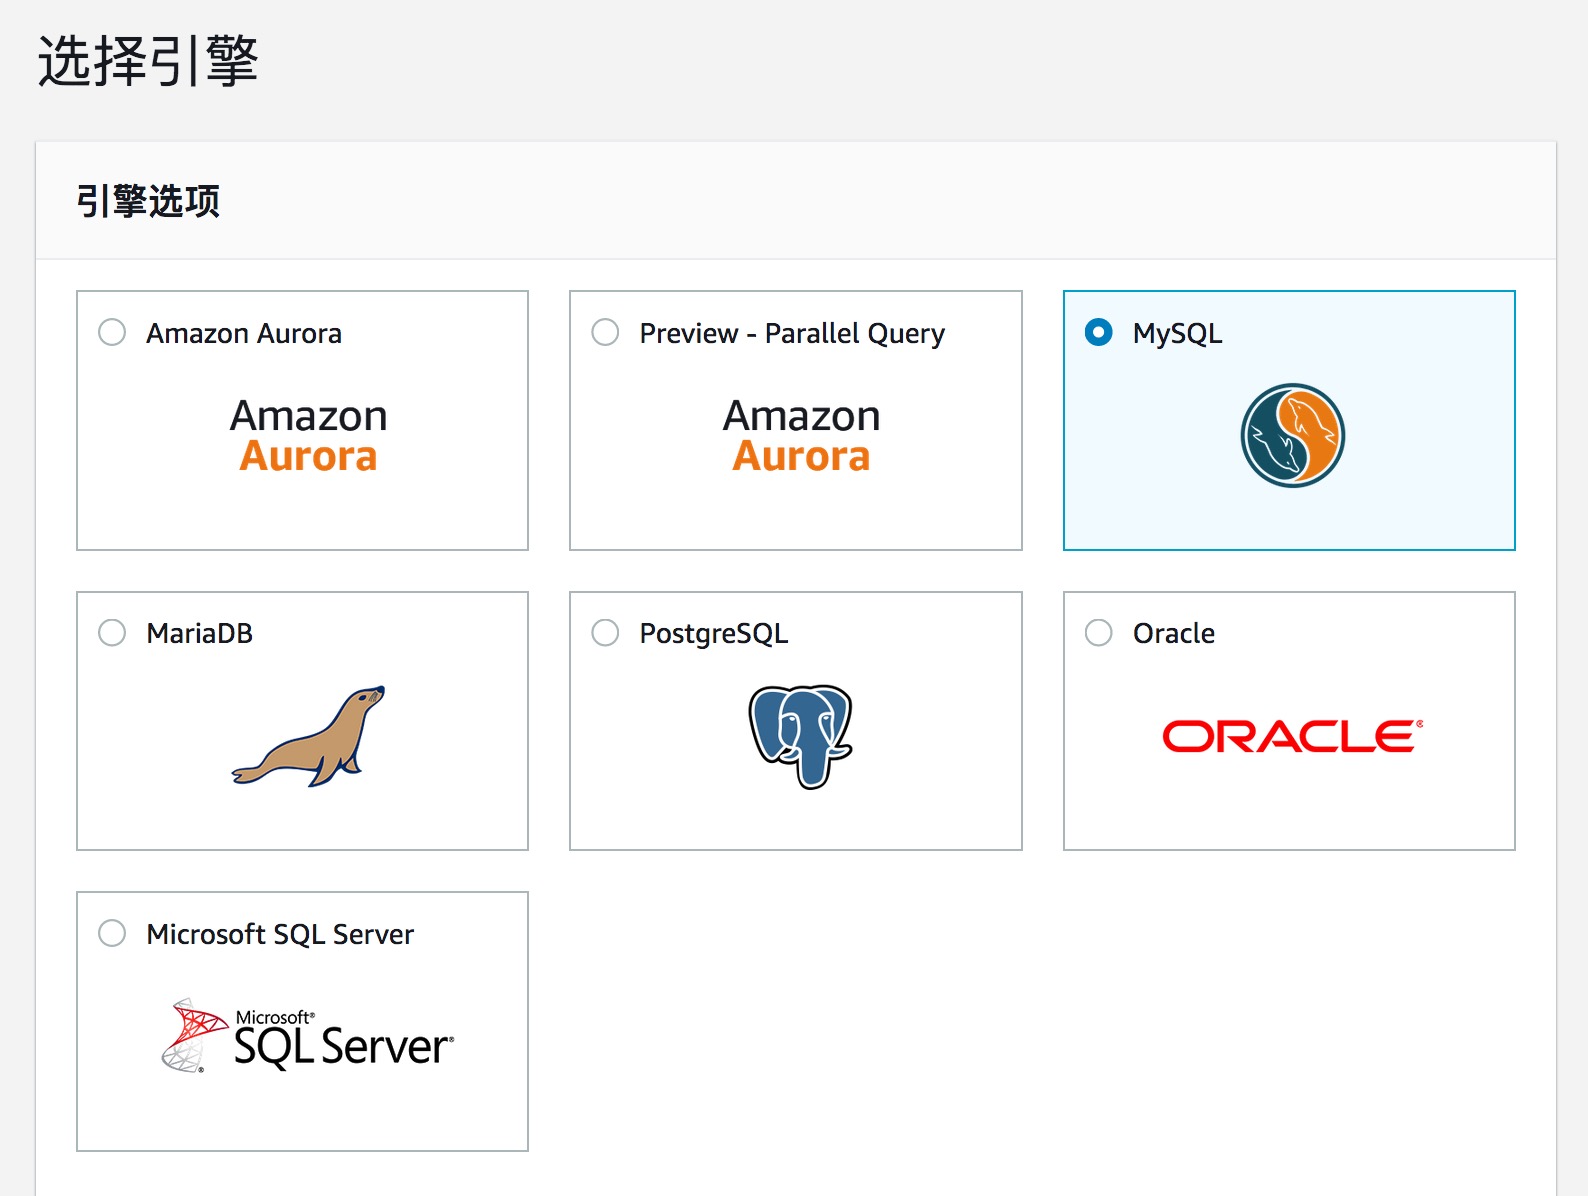 选择引擎
引擎选项
Amazon Aurora
Amazon
Aurora
Preview - Parallel Query
Amazon
Aurora
MySQL
MariaDB
PostgreSQL
Oracle
ORACLE
Microsoft SQL Server
Microsoft®
SQL Server®